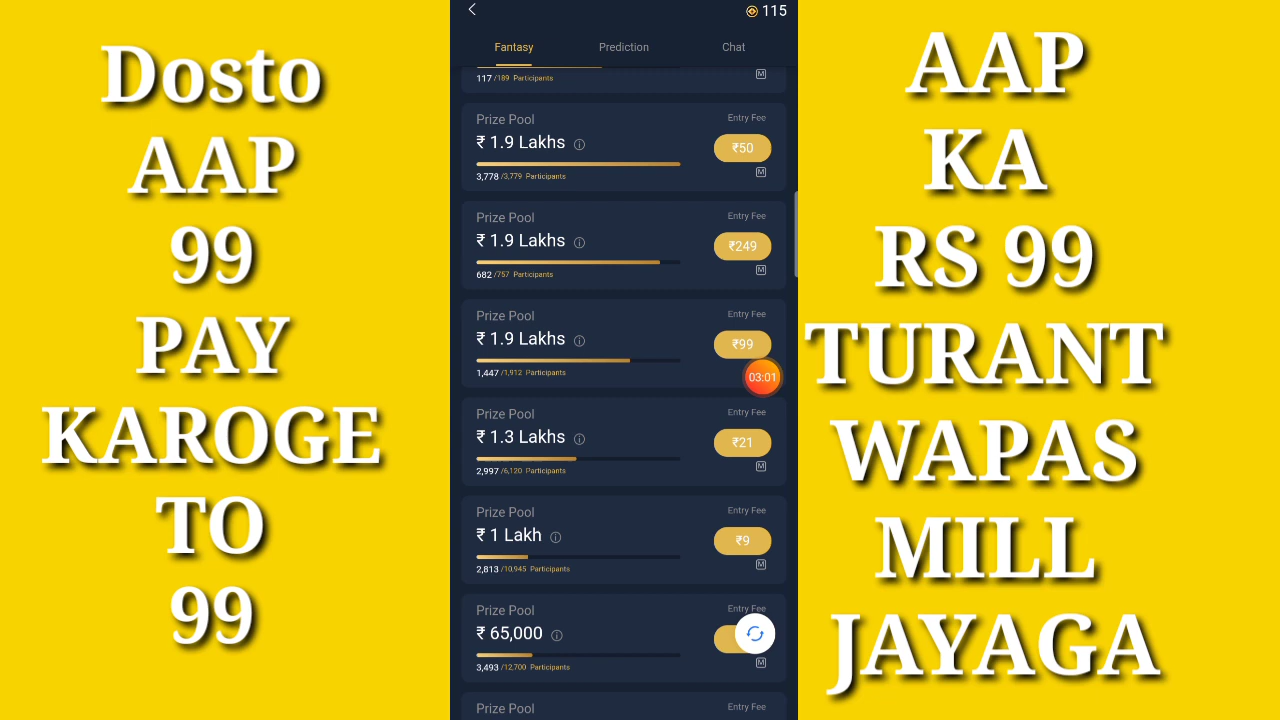 Dosto
AAP
99
PAY
KAROGE
TO
99
115
Fantasy Prediction Chat
117 /189 Participants
M
Prize Pool Entry Fee
₹ 1.9 Lakhs ₹50
3,778 /3,779 Participants M
Prize Pool Entry Fee
₹ 1.9 Lakhs ₹249
682 /757 Participants M
Prize Pool Entry Fee
₹ 1.9 Lakhs ₹99
1,447 /1,912 Participants 03:01
Prize Pool Entry Fee
₹ 1.3 Lakhs ₹21
2,997 /6,120 Participants M
Prize Pool Entry Fee
₹ 1 Lakh ₹9
2,813 /10,945 Participants M
Prize Pool Entry Fee
₹ 65,000
3,493 /12,700 Participants M
Prize Pool Entry Fee
AAP
KA
RS 99
TURANT
WAPAS
MILL
JAYAGA